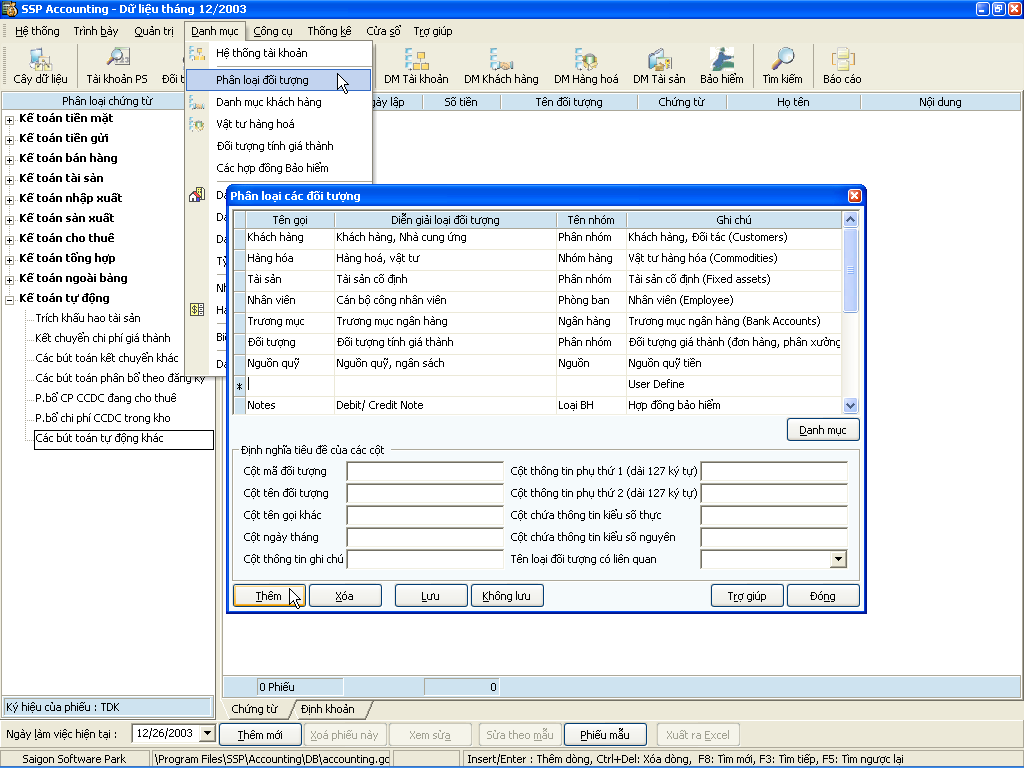 SSP Accounting - Dữ liệu tháng 12/2003
Hệ thống Trình bày Quản trị Danh mục Công cụ Thống kê Cửa sổ Trợ giúp
Cây dữ liệu Tài khoản PS Đối t DM Tài khoản DM Khách hàng DM Hàng hoá DM Tài sản Bảo hiểm Tìm kiếm Báo cáo
Hệ thống tài khoản
Phân loại đối tượng
Danh mục khách hàng
Vật tư hàng hoá
Đối tượng tính giá thành
Các hợp đồng Bảo hiểm
Phân loại chứng từ
gày lập Số tiền Tên đối tượng Chứng từ Họ tên Nội dung
Kế toán tiền mặt
Kế toán tiền gửi
Kế toán bán hàng
Kế toán tài sản
Kế toán nhập xuất
Kế toán sản xuất
Kế toán cho thuê
Kế toán tổng hợp
Kế toán ngoài bảng
Kế toán tự động
Trích khấu hao tài sản
Kết chuyển chi phí giá thành
Các bút toán kết chuyển khác
Các bút toán phân bổ theo đăng ký
P.bổ CP CCDC đang cho thuê
P.bổ chi phí CCDC trong kho
Các bút toán tự động khác
Phân loại các đối tượng
Tên gọi Diễn giải loại đối tượng Tên nhóm Ghi chú
Khách hàng Khách hàng, Nhà cung ứng Phân nhóm Khách hàng, Đối tác (Customers)
Hàng hóa Hàng hoá, vật tư Nhóm hàng Vật tư hàng hóa (Commodities)
Tài sản Tài sản cố định Phân nhóm Tài sản cố định (Fixed assets)
Nhân viên Cán bộ công nhân viên Phòng ban Nhân viên (Employee)
Trương mục Trương mục ngân hàng Ngân hàng Trương mục ngân hàng (Bank Accounts)
Đối tượng Đối tượng tính giá thành Phân nhóm Đối tượng giá thành (đơn hàng, phân xưởng
Nguồn quỹ Nguồn quỹ, ngân sách Nguồn Nguồn quỹ tiền
* User Define
Notes Debit/ Credit Note Loại BH Hợp đồng bảo hiểm
Danh mục
Định nghĩa tiêu đề của các cột
Cột mã đối tượng Cột thông tin phụ thứ 1 (dài 127 ký tự)
Cột tên đối tượng Cột thông tin phụ thứ 2 (dài 127 ký tự)
Cột tên gọi khác Cột chứa thông tin kiểu số thực
Cột ngày tháng Cột chứa thông tin kiểu số nguyên
Cột thông tin ghi chú Tên loại đối tượng có liên quan
Thêm Xóa Lưu Không lưu Trợ giúp Đóng
0 Phiếu 0
Ký hiệu của phiếu : TDK
Chứng từ Định khoản
Ngày làm việc hiện tại : 12/26/2003 Thêm mới Xoá phiếu này Xem sửa Sửa theo mẫu Phiếu mẫu Xuất ra Excel
Saigon Software Park \Program Files\SSP\Accounting\DB\accounting.gc Insert/Enter : Thêm dòng, Ctrl+Del: Xóa dòng, F8: Tìm mới, F3: Tìm tiếp, F5: Tìm ngược lại